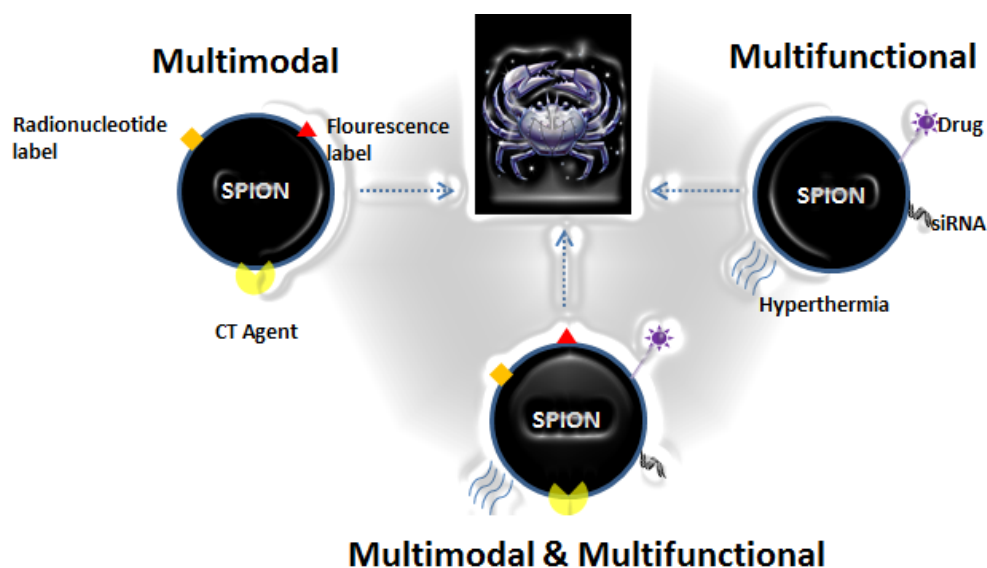 Multimodal
Multifunctional
Radionucleotide
label
Flourescence
label
Drug
SPION
SPION
siRNA
Hyperthermia
CT Agent
SPION
Multimodal & Multifunctional